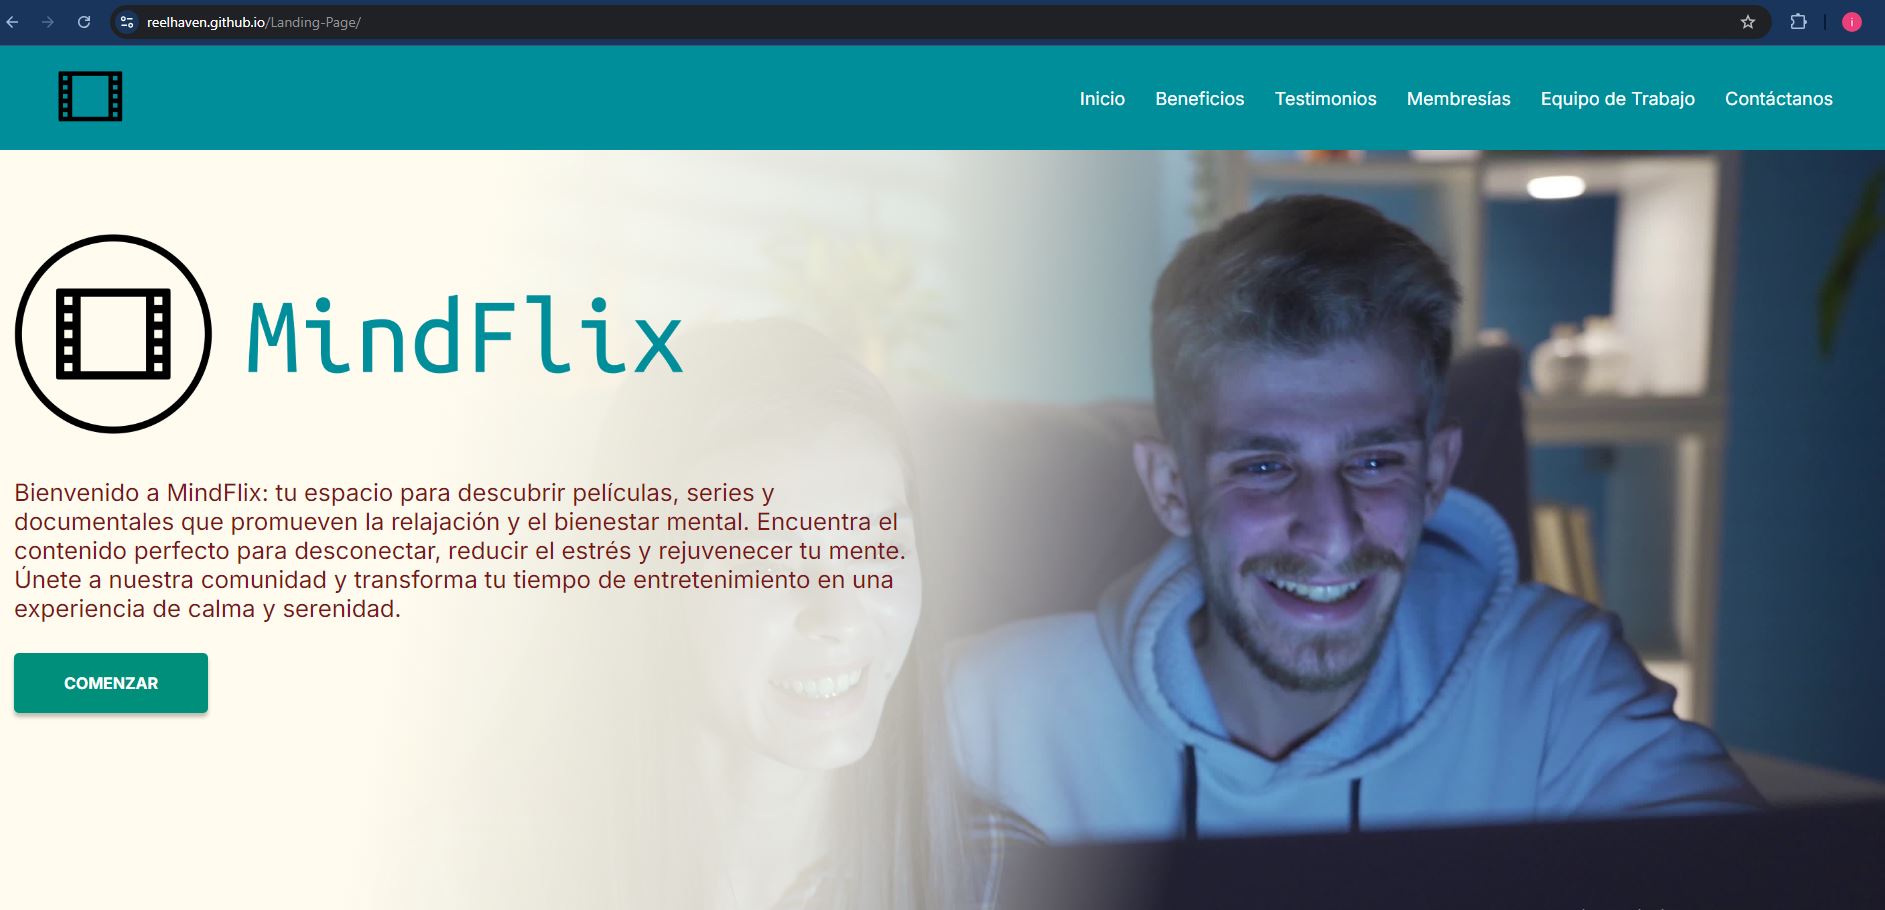 reelhaven.github.io/Landing-Page/
i
Inicio Beneficios Testimonios Membresías Equipo de Trabajo Contáctanos
MindFlix
Bienvenido a MindFlix: tu espacio para descubrir películas, series y
documentales que promueven la relajación y el bienestar mental. Encuentra el
contenido perfecto para desconectar, reducir el estrés y rejuvenecer tu mente.
Únete a nuestra comunidad y transforma tu tiempo de entretenimiento en una
experiencia de calma y serenidad.
COMENZAR